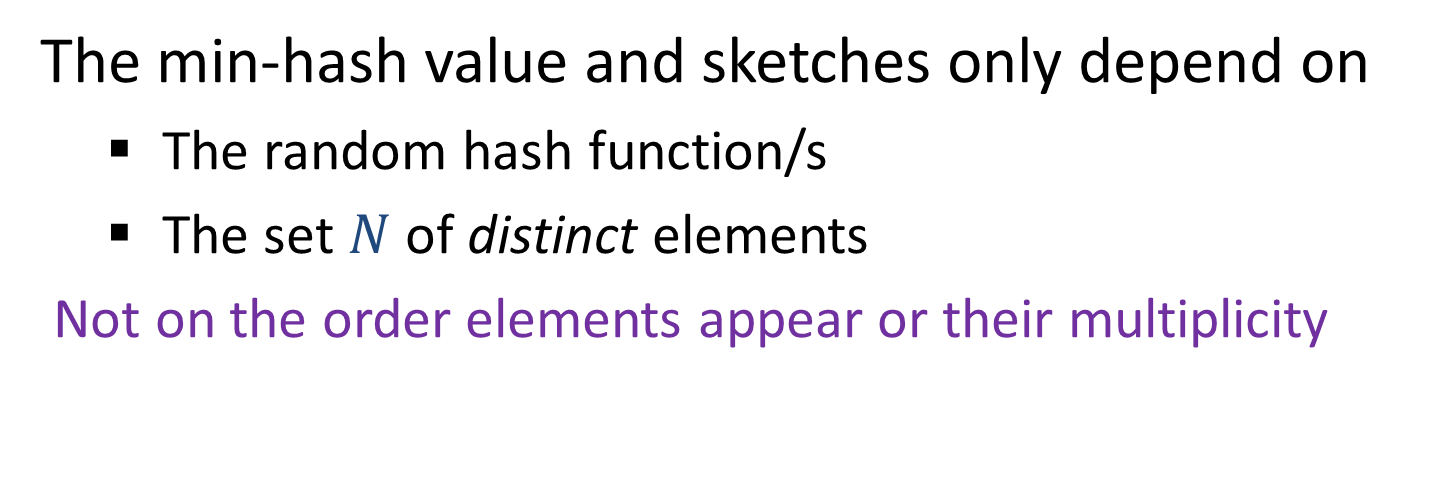 The min-hash value and sketches only depend on
▪ The random hash function/s
▪ The set N of distinct elements
Not on the order elements appear or their multiplicity